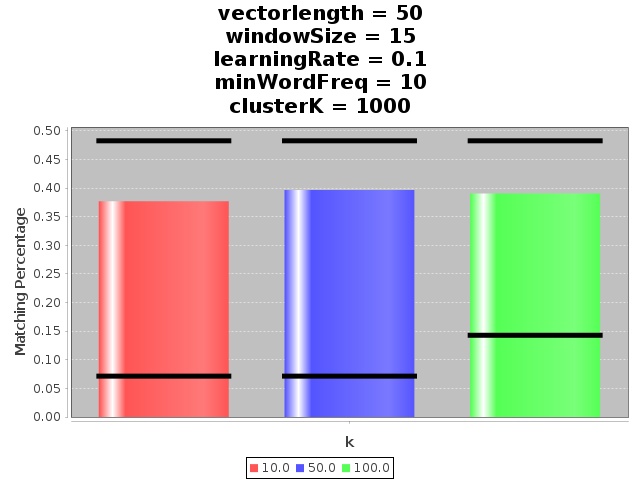 vectorlength = 50
windowSize = 15
learningRate = 0.1
minWordFreq = 10
clusterK = 1000
0.50
0.45
0.40
0.35
0.30
0.25
0.20
0.15
0.10
0.05
0.00
Matching Percentage
k
10.0 50.0 100.0